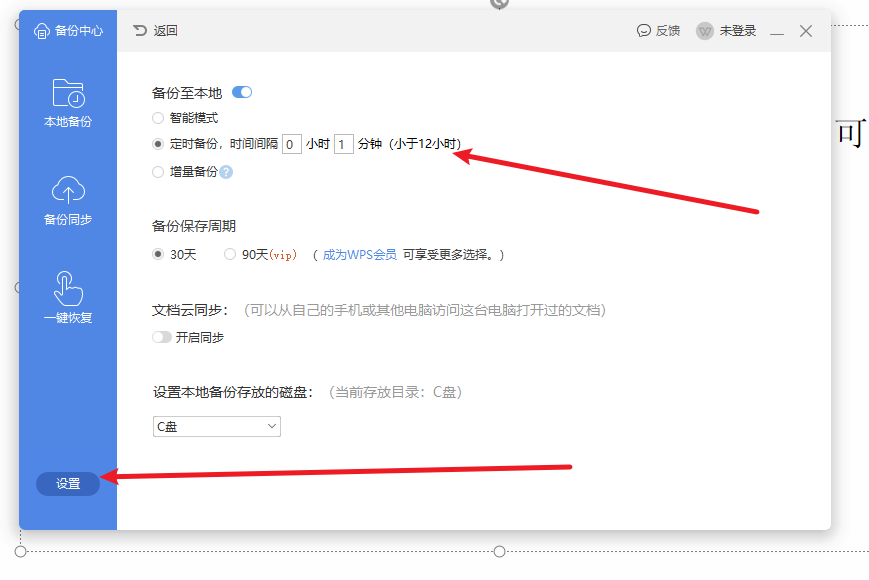 备份中心
返回
反馈
W 未登录
本地备份
备份同步
一键恢复
设置
备份至本地
智能模式
定时备份，时间间隔 0 小时 1 分钟（小于12小时）
增量备份 ?
备份保存周期
30天 90天(vip) （成为WPS会员 可享受更多选择。）
文档云同步：（可以从自己的手机或其他电脑访问这台电脑打开过的文档）
开启同步
设置本地备份存放的磁盘：（当前存放目录：C盘）
C盘
可